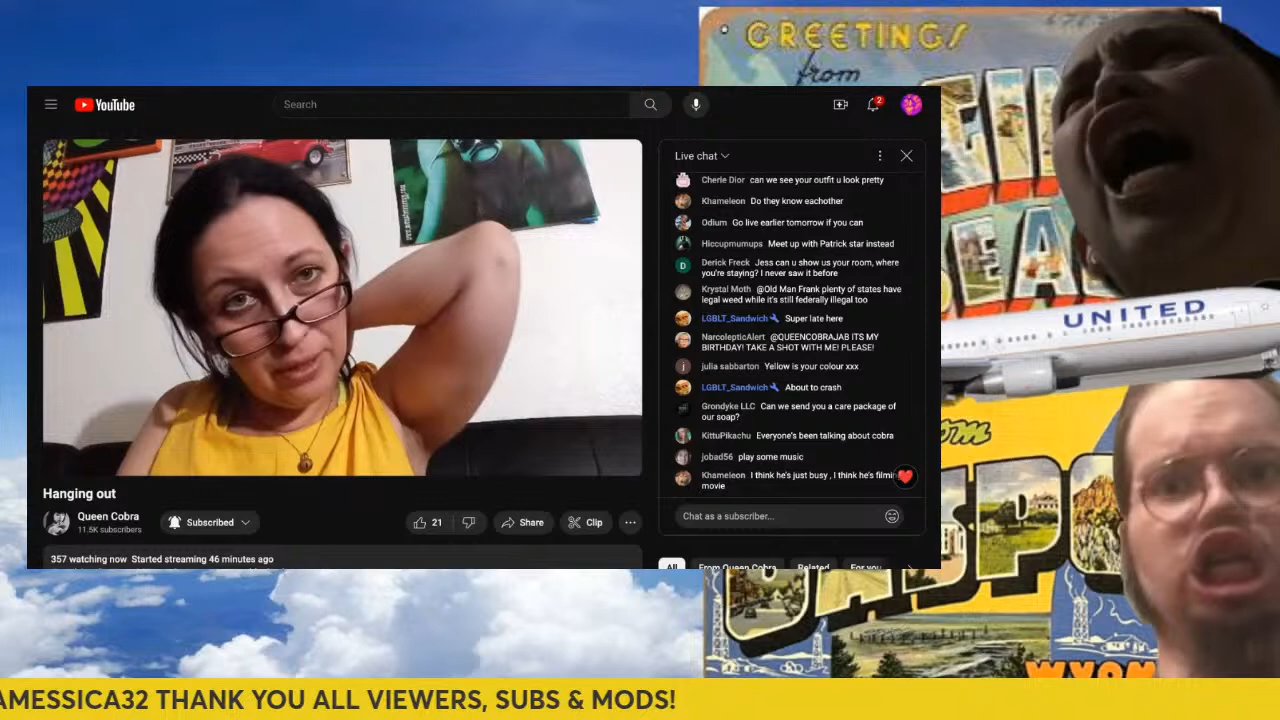 GREETINGS
from
YouTube
Search
2
Live chat
Cherie Dior can we see your outfit u look pretty
Khameleon Do they know eachother
Odium Go live earlier tomorrow if you can
Hiccupmumups Meet up with Patrick star instead
D Derick Freck Jess can u show us your room, where
you're staying? I never saw it before
Krystal Moth @Old Man Frank plenty of states have
legal weed while it's still federally illegal too
LGBLT_Sandwich Super late here
NarcolepticAlert @QUEENCOBRAJAB ITS MY
BIRTHDAY! TAKE A SHOT WITH ME! PLEASE!
j julia sabbarton Yellow is your colour xxx
LGBLT_Sandwich About to crash
Grondyke LLC Can we send you a care package of
our soap?
KittuPikachu Everyone's been talking about cobra
jobad56 play some music
Khameleon I think he's just busy , I think he's filmi
movie
Chat as a subscriber...
Hanging out
Queen Cobra
11.5K subscribers
Subscribed
21
Share
Clip
357 watching now Started streaming 46 minutes ago
All From Queen Cobra Related For you
UNITED
om
CASPE
WYOM
AMESSICA32 THANK YOU ALL VIEWERS, SUBS & MODS!